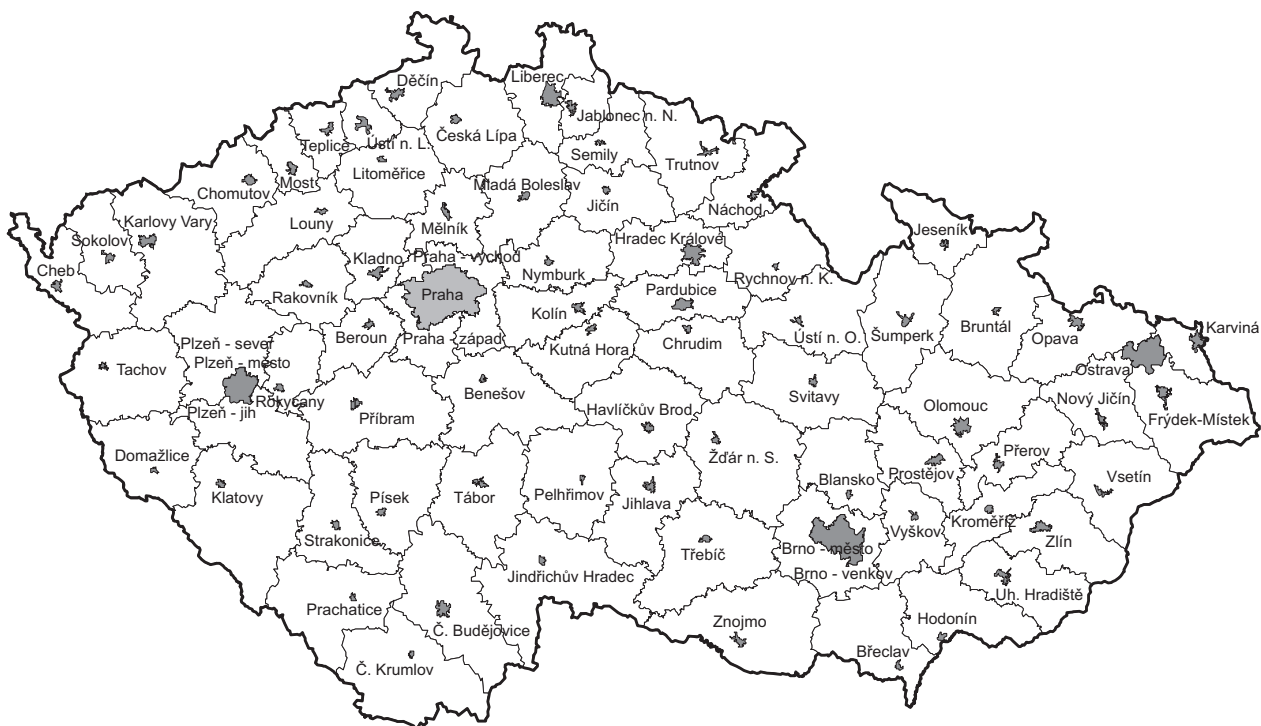 Děčín
Liberec
Jablonec n. N.
Teplice
Ústí n. L.
Česká Lípa
Semily
Trutnov
Chomutov
Most
Litoměřice
Mladá Boleslav
Jičín
Náchod
Karlovy Vary
Louny
Mělník
Hradec Králové
Jeseník
Sokolov
Cheb
Kladno
Praha - východ
Nymburk
Rychnov n. K.
Rakovník
Praha
Pardubice
Kolín
Beroun
Praha - západ
Kutná Hora
Chrudim
Ústí n. O.
Šumperk
Bruntál
Opava
Karviná
Plzeň - sever
Plzeň - město
Tachov
Rokycany
Plzeň - jih
Ostrava
Příbram
Benešov
Havlíčkův Brod
Svitavy
Olomouc
Nový Jičín
Frýdek-Místek
Domažlice
Žďár n. S.
Přerov
Klatovy
Písek
Tábor
Pelhřimov
Jihlava
Blansko
Prostějov
Vsetín
Strakonice
Třebíč
Brno - město
Vyškov
Kroměříž
Zlín
Jindřichův Hradec
Brno - venkov
Uh. Hradiště
Prachatice
Č. Budějovice
Znojmo
Hodonín
Č. Krumlov
Břeclav